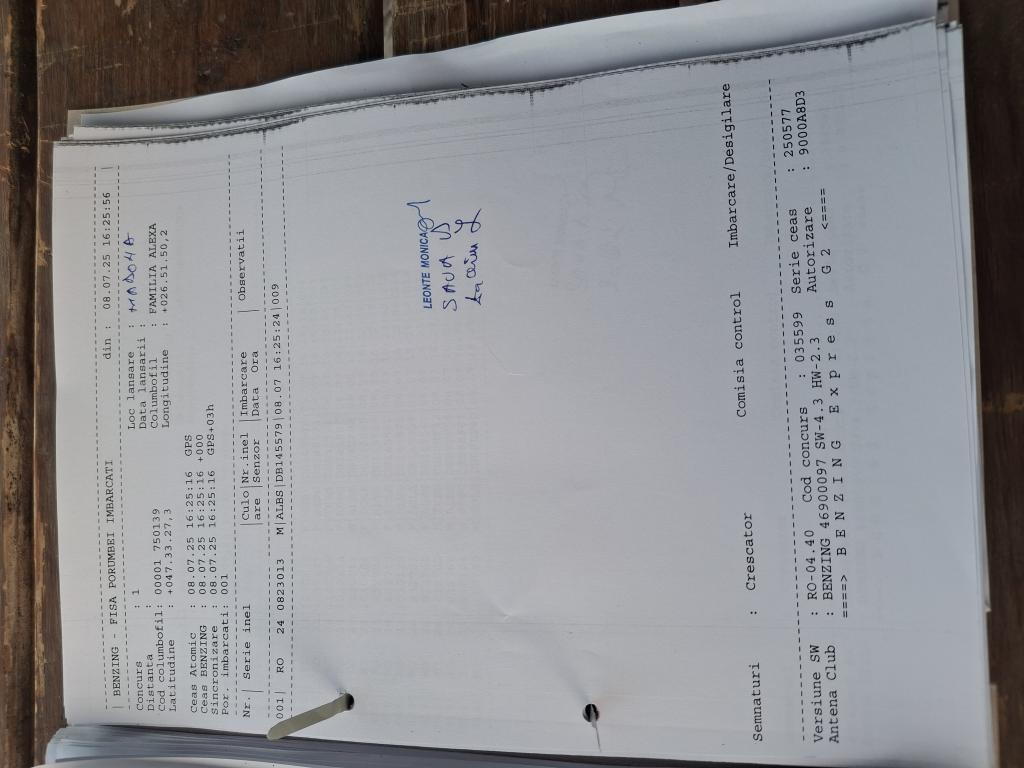 | BENZING - FISA PORUMBEI IMBARCATI din : 08.07.25 16:25:56 |
Concurs : 1 Loc lansare : MADONA
Distanta : Data lansarii :
Cod columbofil: 00001 750139 Columbofil : FAMILIA ALEXA
Latitudine : +047.33.27,3 Longitudine : +026.51.50,2
Ceas Atomic : 08.07.25 16:25:16 GPS
Ceas BENZING : 08.07.25 16:25:16 +000
Sincronizare : 08.07.25 16:25:16 GPS+03h
Por. imbarcati: 001
Nr.| Serie inel |Culo|Nr.inel |Imbarcare | Observatii
|are |Senzor |Data Ora |
001| RO 24 0823013 M|ALBS|DB145579|08.07 16:25:24|009
LEONTE MONICA
SAVA
Semnaturi : Crescator Comisia control Imbarcare/Desigilare
Versiune SW : RO-04.40 Cod concurs : 035599 Serie ceas : 250577
Antena Club : BENZING 46900097 SW-4.3 HW-2.3 Autorizare : 9000A8D3
====> B E N Z I N G E x p r e s s G 2 <====